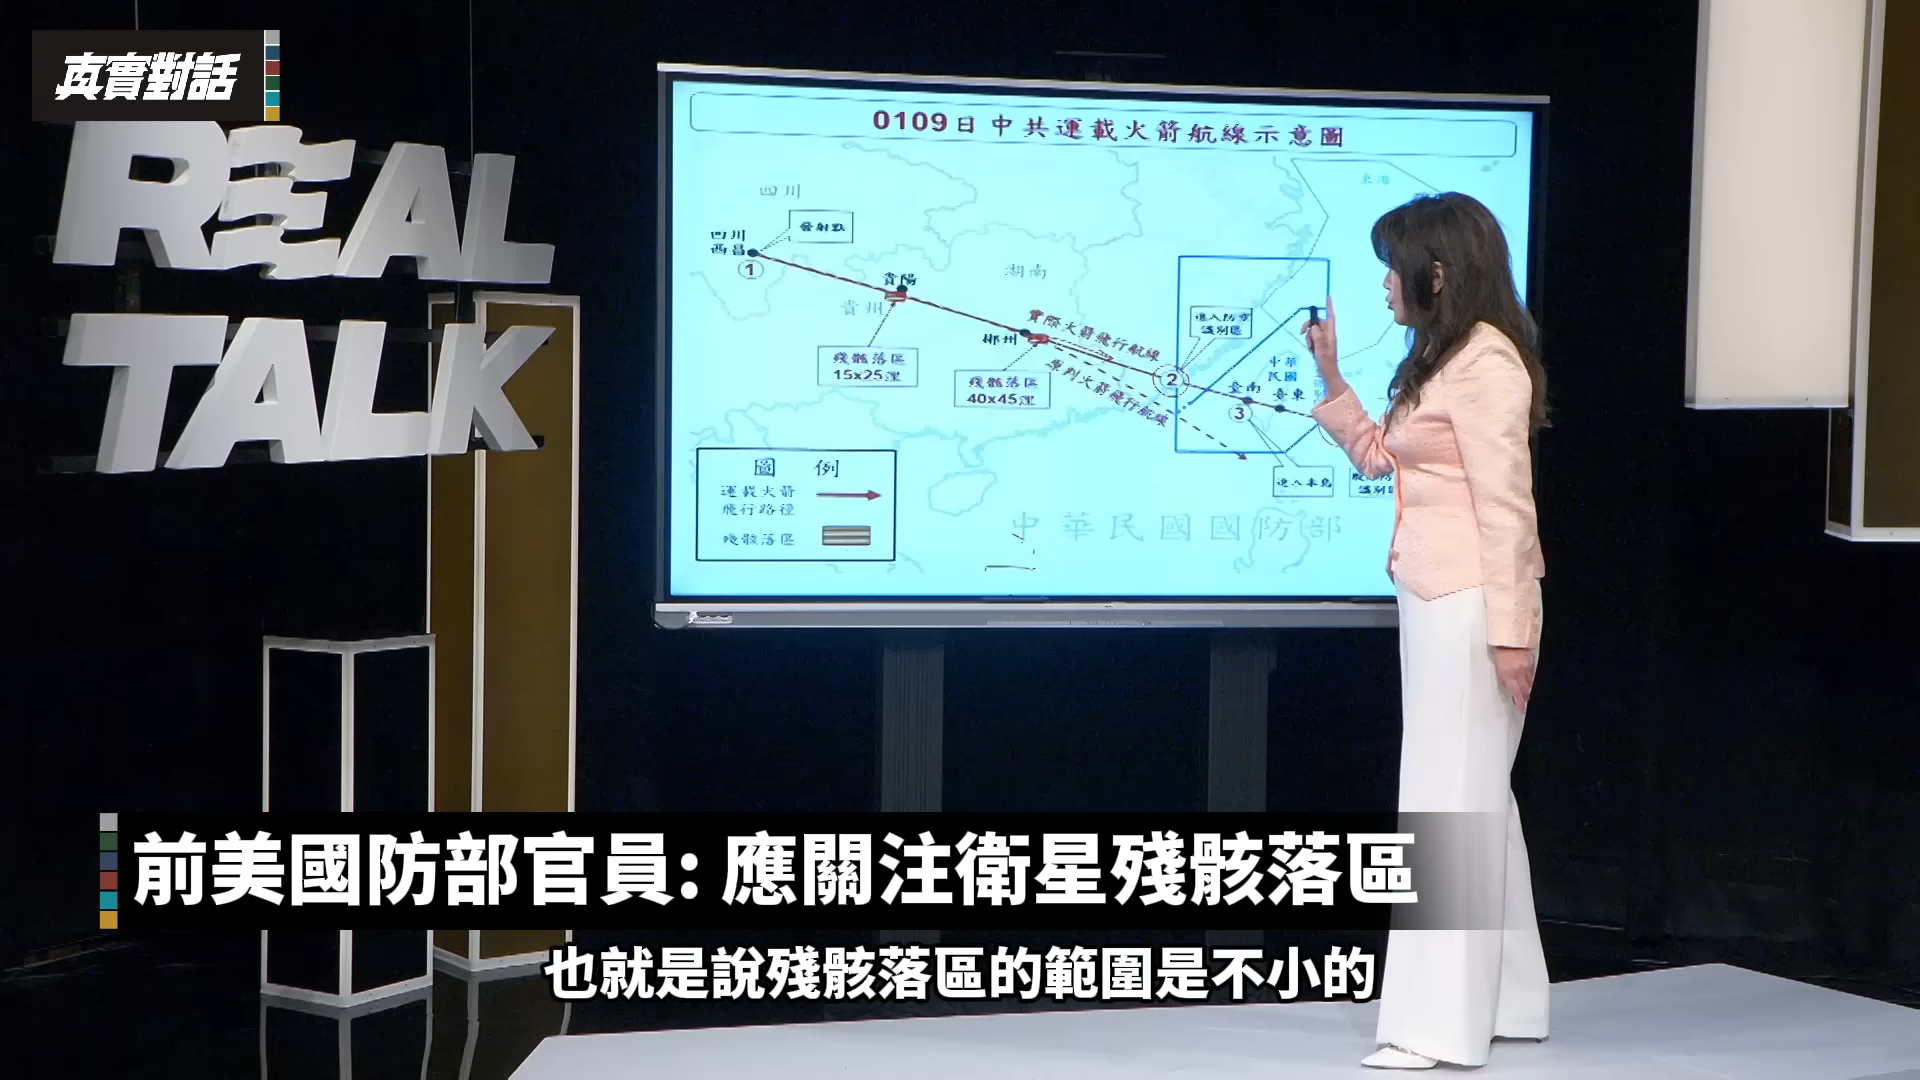 真實對話
REAL
TALK
0109日中共運載火箭航線示意圖
東海
四川
發射點
四川
西昌
1
貴陽
貴州
湖南
郴州
實際火箭飛行航線
原判火箭飛行航線
殘骸落區
15x25浬
殘骸落區
40x45浬
進入防空
識別區
2
中華
民國
臺南
臺東
3
進入本島
識別
圖 例
運載火箭
飛行路徑
殘骸落區
中華民國國防部
前美國防部官員: 應關注衛星殘骸落區
也就是說殘骸落區的範圍是不小的